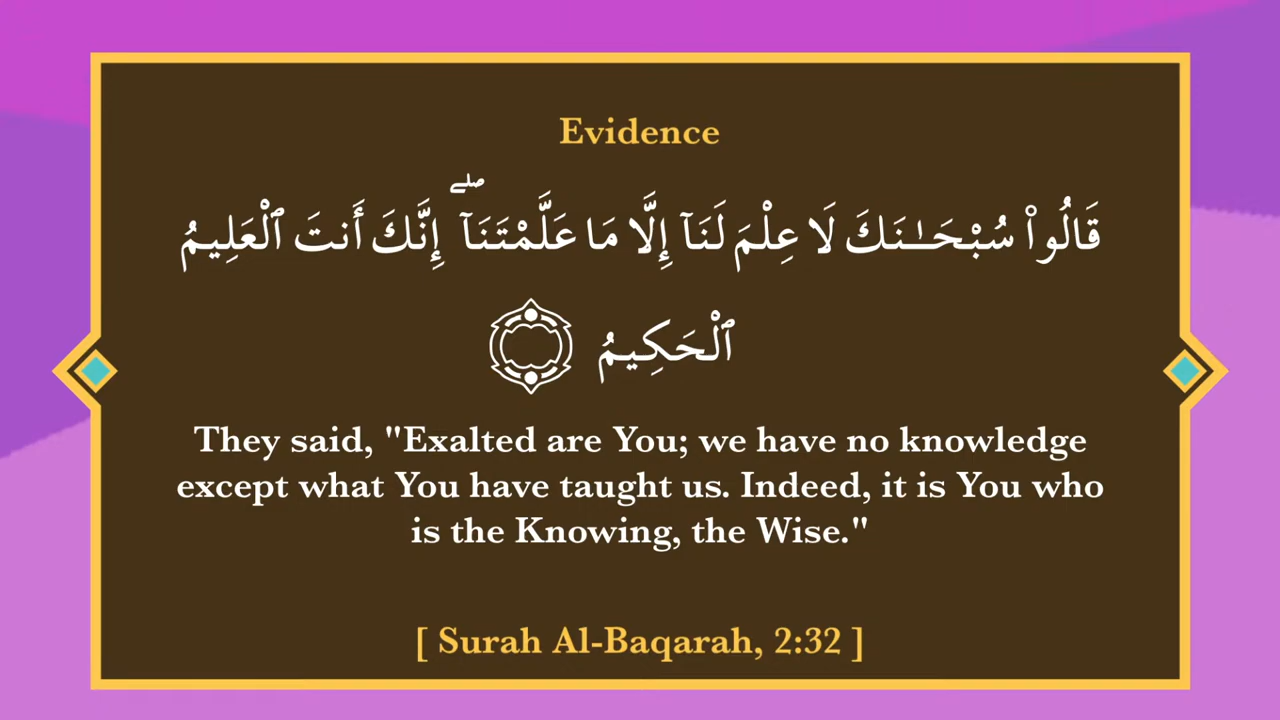 Evidence
قَالُوا۟ سُبْحَـٰنَكَ لَا عِلْمَ لَنَآ إِلَّا مَا عَلَّمْتَنَآ ۖ إِنَّكَ أَنتَ ٱلْعَلِيمُ
ٱلْحَكِيمُ
They said, "Exalted are You; we have no knowledge
except what You have taught us. Indeed, it is You who
is the Knowing, the Wise."
[ Surah Al-Baqarah, 2:32 ]